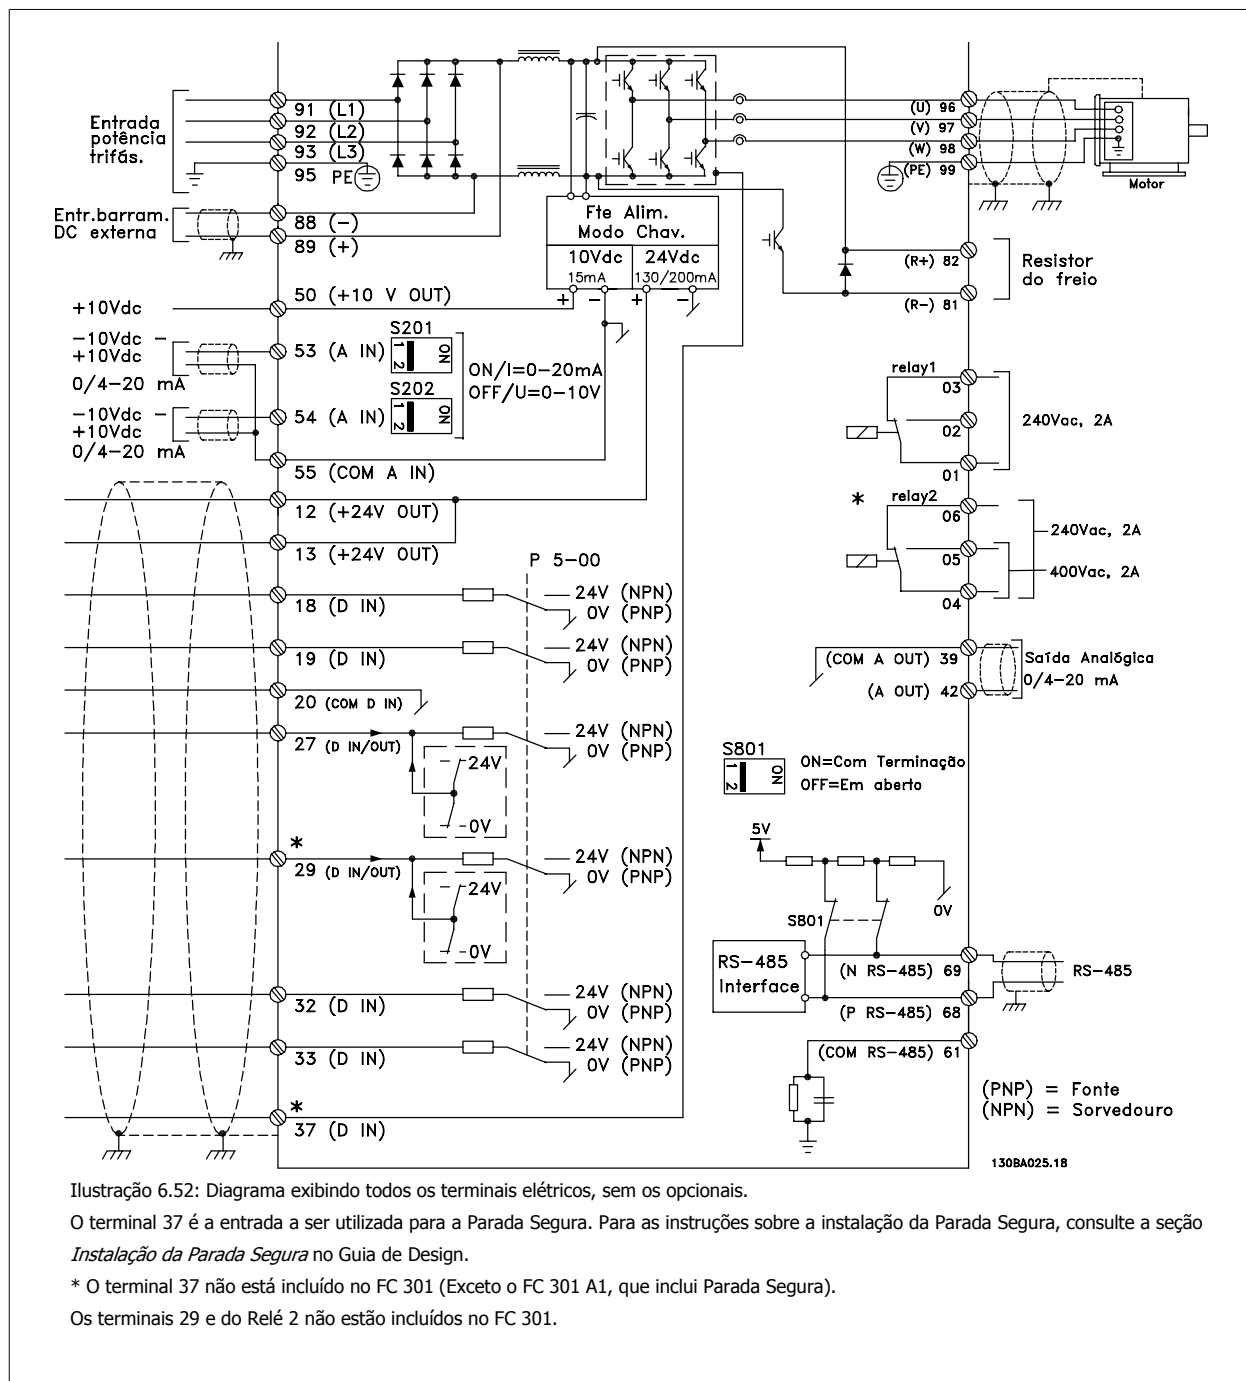 Entrada
potência
trifás.
91 (L1)
92 (L2)
93 (L3)
95 PE
Entr.barram.
DC externa
88 (−)
89 (+)
Fte Alim.
Modo Chav.
10Vdc
15mA
24Vdc
130/200mA
+ − + −
(U) 96
(V) 97
(W) 98
(PE) 99
Motor
(R+) 82
(R−) 81
Resistor
do freio
+10Vdc
50 (+10 V OUT)
−10Vdc −
+10Vdc
0/4−20 mA
53 (A IN)
S201
1 2 ON
−10Vdc −
+10Vdc
0/4−20 mA
54 (A IN)
S202
1 2 ON
ON/I=0−20mA
OFF/U=0−10V
55 (COM A IN)
12 (+24V OUT)
13 (+24V OUT)
P 5-00
18 (D IN)
24V (NPN)
0V (PNP)
19 (D IN)
24V (NPN)
0V (PNP)
20 (COM D IN)
27 (D IN/OUT)
24V (NPN)
0V (PNP)
24V
0V
*
29 (D IN/OUT)
24V (NPN)
0V (PNP)
24V
0V
32 (D IN)
24V (NPN)
0V (PNP)
33 (D IN)
24V (NPN)
0V (PNP)
*
37 (D IN)
relay1
03
02
01
240Vac, 2A
*
relay2
06
05
04
240Vac, 2A
400Vac, 2A
(COM A OUT) 39
(A OUT) 42
Saída Analógica
0/4−20 mA
S801
1 2 ON
ON=Com Terminação
OFF=Em aberto
5V
0V
S801
RS-485
Interface
(N RS-485) 69
(P RS-485) 68
RS-485
(COM RS-485) 61
(PNP) = Fonte
(NPN) = Sorvedouro
130BA025.18
Ilustração 6.52: Diagrama exibindo todos os terminais elétricos, sem os opcionais.
O terminal 37 é a entrada a ser utilizada para a Parada Segura. Para as instruções sobre a instalação da Parada Segura, consulte a seção
Instalação da Parada Segura no Guia de Design.
* O terminal 37 não está incluído no FC 301 (Exceto o FC 301 A1, que inclui Parada Segura).
Os terminais 29 e do Relé 2 não estão incluídos no FC 301.